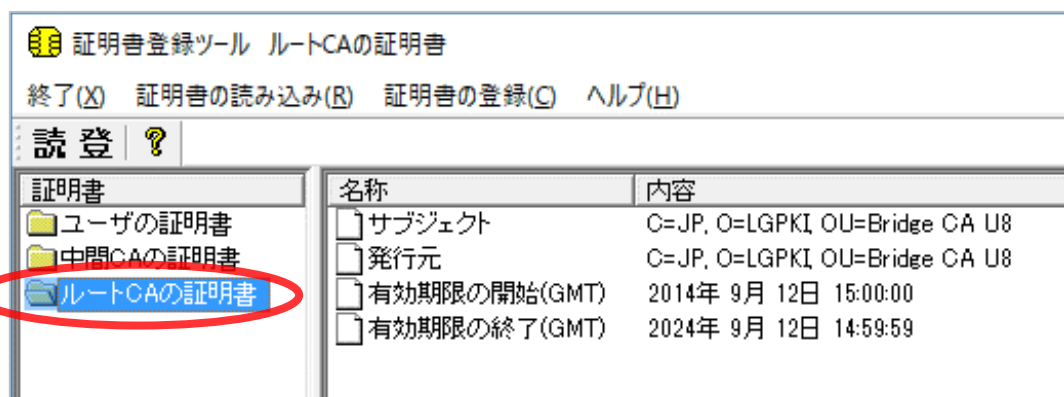 証明書登録ツール ルートCAの証明書
終了(X) 証明書の読み込み(R) 証明書の登録(C) ヘルプ(H)
読 登 ?
証明書 名称 内容
ユーザの証明書 サブジェクト C=JP, O=LGPKI, OU=Bridge CA U8
中間CAの証明書 発行元 C=JP, O=LGPKI, OU=Bridge CA U8
ルートCAの証明書 有効期限の開始(GMT) 2014年 9月 12日 15:00:00
有効期限の終了(GMT) 2024年 9月 12日 14:59:59